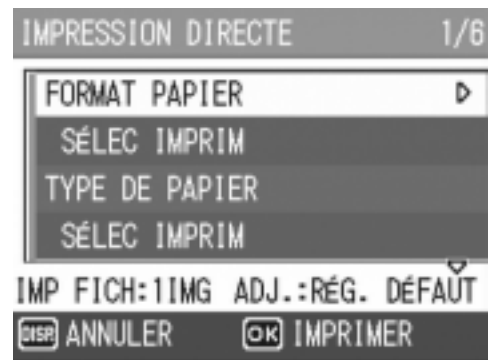 IMPRESSION DIRECTE 1/6
FORMAT PAPIER
SÉLEC IMPRIM
TYPE DE PAPIER
SÉLEC IMPRIM
IMP FICH:1IMG ADJ.:RÉG. DÉFAUT
DISP ANNULER OK IMPRIMER